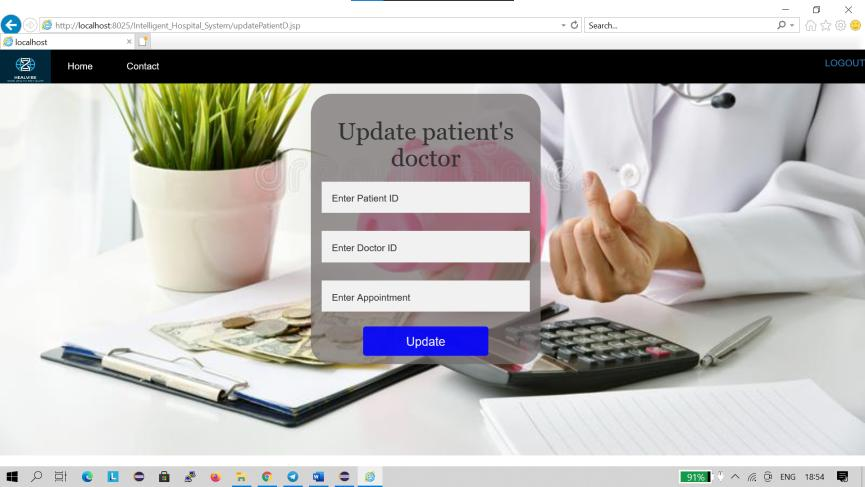 http://localhost:8025/Intelligent_Hospital_System/updatePatientD.jsp
Search...
localhost
HEALWISE
Home
Contact
LOGOUT
Update patient's
doctor
Enter Patient ID
Enter Doctor ID
Enter Appointment
Update
91%
ENG
18:54